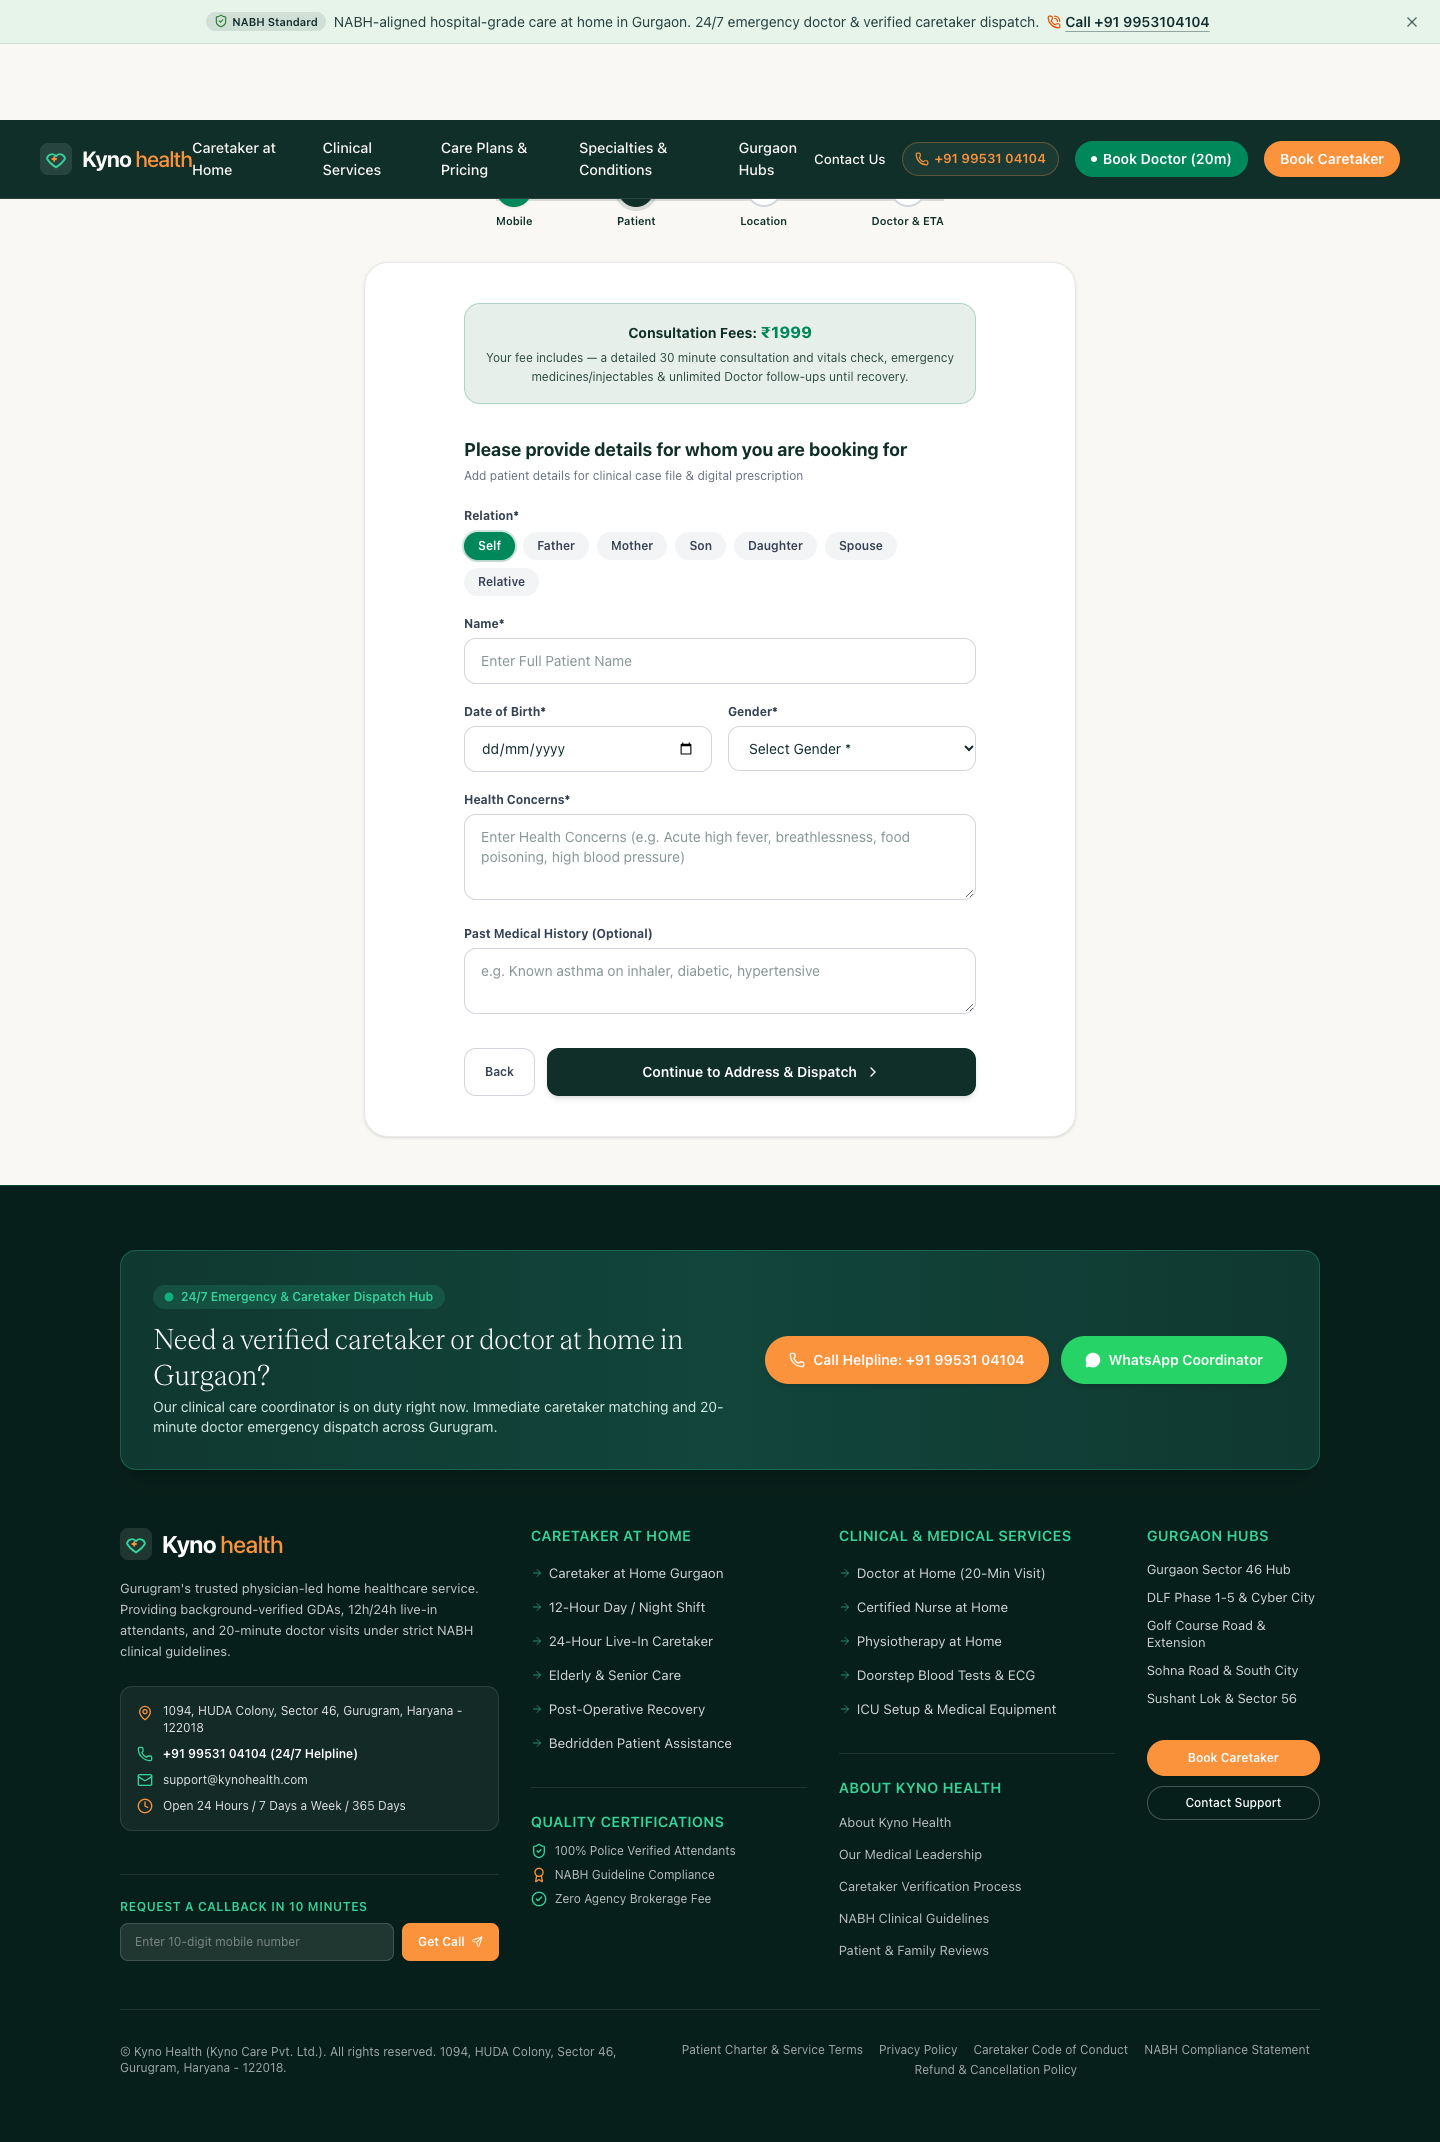 NABH Standard NABH-aligned hospital-grade care at home in Gurgaon. 24/7 emergency doctor & verified caretaker dispatch. Call +91 9953104104
Kyno health
Caretaker at
Home
Clinical
Services
Care Plans &
Pricing
Specialties &
Conditions
Gurgaon
Hubs
Contact Us
+91 99531 04104
Book Doctor (20m)
Book Caretaker
Mobile
Patient
Location
Doctor & ETA
Consultation Fees: ₹1999
Your fee includes — a detailed 30 minute consultation and vitals check, emergency
medicines/injectables & unlimited Doctor follow-ups until recovery.
Please provide details for whom you are booking for
Add patient details for clinical case file & digital prescription
Relation*
Self
Father
Mother
Son
Daughter
Spouse
Relative
Name*
Enter Full Patient Name
Date of Birth*
Gender*
dd/mm/yyyy
Select Gender *
Health Concerns*
Enter Health Concerns (e.g. Acute high fever, breathlessness, food
poisoning, high blood pressure)
Past Medical History (Optional)
e.g. Known asthma on inhaler, diabetic, hypertensive
Back
Continue to Address & Dispatch
24/7 Emergency & Caretaker Dispatch Hub
Need a verified caretaker or doctor at home in
Gurgaon?
Our clinical care coordinator is on duty right now. Immediate caretaker matching and 20-
minute doctor emergency dispatch across Gurugram.
Call Helpline: +91 99531 04104
WhatsApp Coordinator
Kyno health
Gurugram's trusted physician-led home healthcare service.
Providing background-verified GDAs, 12h/24h live-in
attendants, and 20-minute doctor visits under strict NABH
clinical guidelines.
1094, HUDA Colony, Sector 46, Gurugram, Haryana -
122018
+91 99531 04104 (24/7 Helpline)
support@kynohealth.com
Open 24 Hours / 7 Days a Week / 365 Days
REQUEST A CALLBACK IN 10 MINUTES
Enter 10-digit mobile number
Get Call
CARETAKER AT HOME
Caretaker at Home Gurgaon
12-Hour Day / Night Shift
24-Hour Live-In Caretaker
Elderly & Senior Care
Post-Operative Recovery
Bedridden Patient Assistance
QUALITY CERTIFICATIONS
100% Police Verified Attendants
NABH Guideline Compliance
Zero Agency Brokerage Fee
CLINICAL & MEDICAL SERVICES
Doctor at Home (20-Min Visit)
Certified Nurse at Home
Physiotherapy at Home
Doorstep Blood Tests & ECG
ICU Setup & Medical Equipment
ABOUT KYNO HEALTH
About Kyno Health
Our Medical Leadership
Caretaker Verification Process
NABH Clinical Guidelines
Patient & Family Reviews
GURGAON HUBS
Gurgaon Sector 46 Hub
DLF Phase 1-5 & Cyber City
Golf Course Road &
Extension
Sohna Road & South City
Sushant Lok & Sector 56
Book Caretaker
Contact Support
© Kyno Health (Kyno Care Pvt. Ltd.). All rights reserved. 1094, HUDA Colony, Sector 46,
Gurugram, Haryana - 122018.
Patient Charter & Service Terms
Privacy Policy
Caretaker Code of Conduct
NABH Compliance Statement
Refund & Cancellation Policy